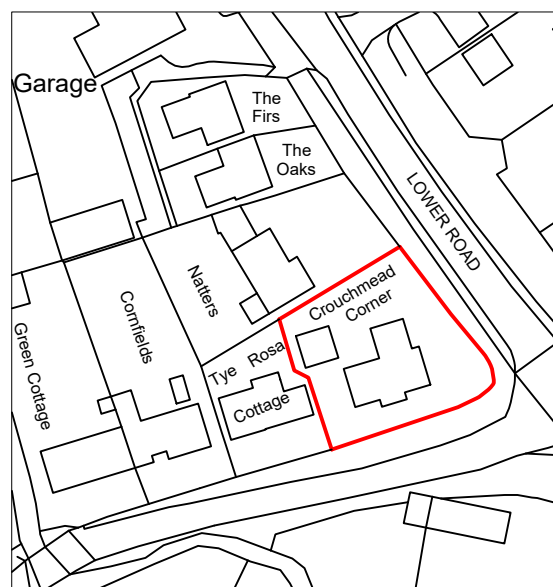 Garage
The
Firs
The
Oaks
LOWER ROAD
Natters
Crouchmead
Corner
Cornfields
Green Cottage
Tye Rosa
Cottage